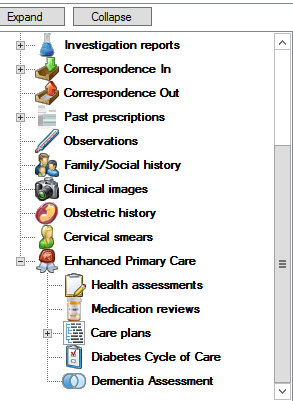 Expand Collapse
Investigation reports
Correspondence In
Correspondence Out
Past prescriptions
Observations
Family/Social history
Clinical images
Obstetric history
Cervical smears
Enhanced Primary Care
Health assessments
Medication reviews
Care plans
Diabetes Cycle of Care
Dementia Assessment